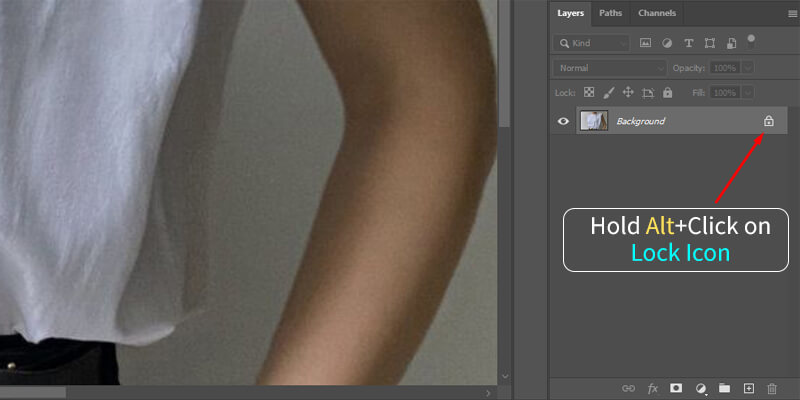 Layers Paths Channels
Kind
Normal Opacity: 100%
Lock: Fill: 100%
Background
Hold Alt+Click on
Lock Icon
fx